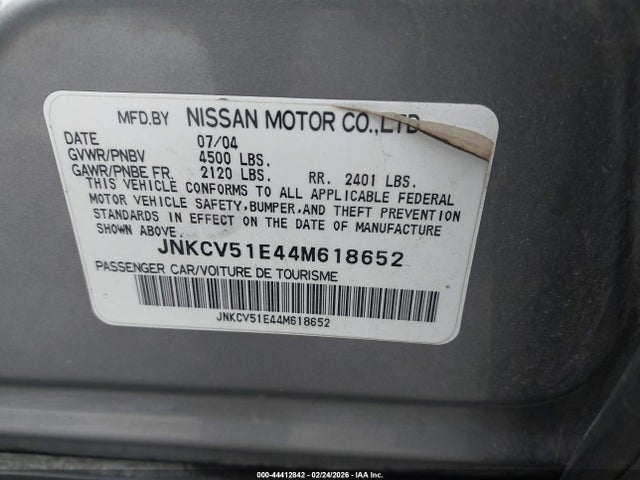 MFD.BY NISSAN MOTOR CO.,LTD
DATE 07/04
GVWR/PNBV 4500 LBS.
GAWR/PNBE FR. 2120 LBS. RR. 2401 LBS.
THIS VEHICLE CONFORMS TO ALL APPLICABLE FEDERAL
MOTOR VEHICLE SAFETY,BUMPER,AND THEFT PREVENTION
STANDARDS IN EFFECT ON THE DATE OF MANUFACTURE
SHOWN ABOVE.
JNKCV51E44M618652
PASSENGER CAR/VOITURE DE TOURISME
JNKCV51E44M618652
000-44412842 - 02/24/2026 - IAA Inc.